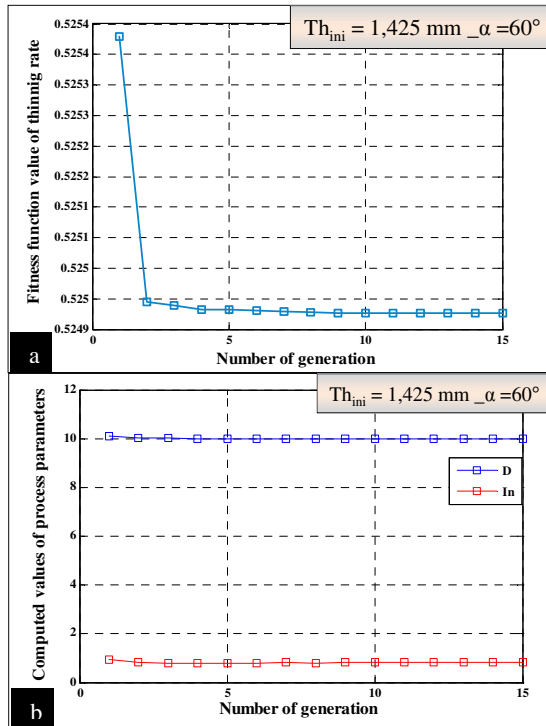 Th_ini = 1,425 mm _α =60°
Fitness function value of thinnig rate
0.5254
0.5254
0.5253
0.5253
0.5252
0.5252
0.5251
0.525
0.525
0.5249
0
5
10
15
Number of generation
a
Th_ini = 1,425 mm _α =60°
Computed values of process parameters
12
10
8
6
4
2
0
D
In
0
5
10
15
Number of generation
b